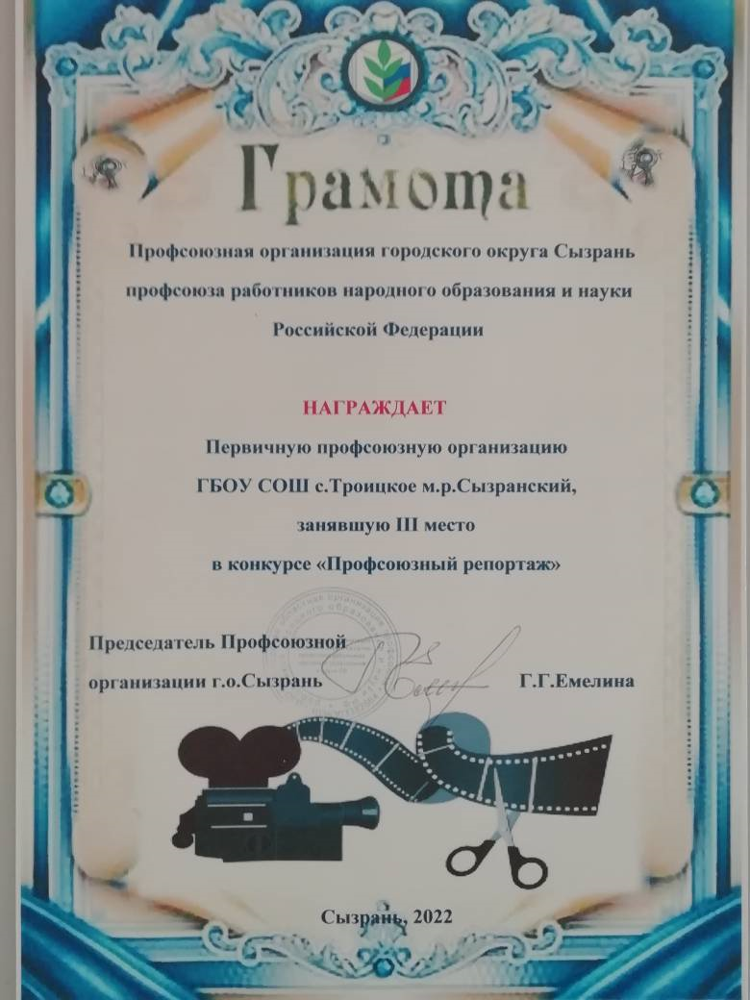 Грамота
Профсоюзная организация городского округа Сызрань
профсоюза работников народного образования и науки
Российской Федерации
НАГРАЖДАЕТ
Первичную профсоюзную организацию
ГБОУ СОШ с.Троицкое м.р.Сызранский,
занявшую III место
в конкурсе «Профсоюзный репортаж»
Председатель Профсоюзной
организации г.о.Сызрань Г.Г.Емелина
Сызрань, 2022